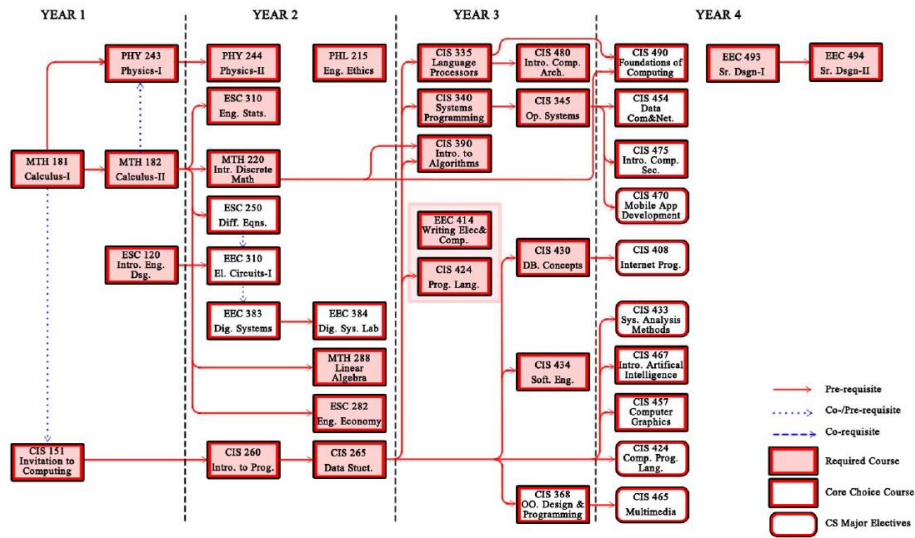 YEAR 1
YEAR 2
YEAR 3
YEAR 4
PHY 243
Physics-I
PHY 244
Physics-II
PHL 215
Eng. Ethics
CIS 335
Language
Processors
CIS 480
Intro. Comp.
Arch.
CIS 490
Foundations of
Computing
EEC 493
Sr. Dsgn-I
EEC 494
Sr. Dsgn-II
ESC 310
Eng. Stats.
CIS 340
Systems
Programming
CIS 345
Op. Systems
CIS 454
Data
Com&Net.
MTH 181
Calculus-I
MTH 182
Calculus-II
MTH 220
Intr. Discrete
Math
CIS 390
Intro. to
Algorithms
CIS 475
Intro. Comp.
Sec.
ESC 250
Diff. Eqns.
CIS 470
Mobile App
Development
EEC 414
Writing Elec&
Comp.
ESC 120
Intro. Eng.
Dsg.
EEC 310
El. Circuits-I
CIS 424
Prog. Lang.
CIS 430
DB. Concepts
CIS 408
Internet Prog.
EEC 383
Dig. Systems
EEC 384
Dig. Sys. Lab
CIS 433
Sys. Analysis
Methods
MTH 288
Linear
Algebra
CIS 434
Soft. Eng.
CIS 467
Intro. Artifical
Intelligence
ESC 282
Eng. Economy
CIS 457
Computer
Graphics
CIS 151
Invitation to
Computing
CIS 260
Intro. to Prog.
CIS 265
Data Stuct.
CIS 424
Comp. Prog.
Lang.
CIS 368
OO. Design &
Programming
CIS 465
Multimedia
Pre-requisite
Co-/Pre-requisite
Co-requisite
Required Course
Core Choice Course
CS Major Electives